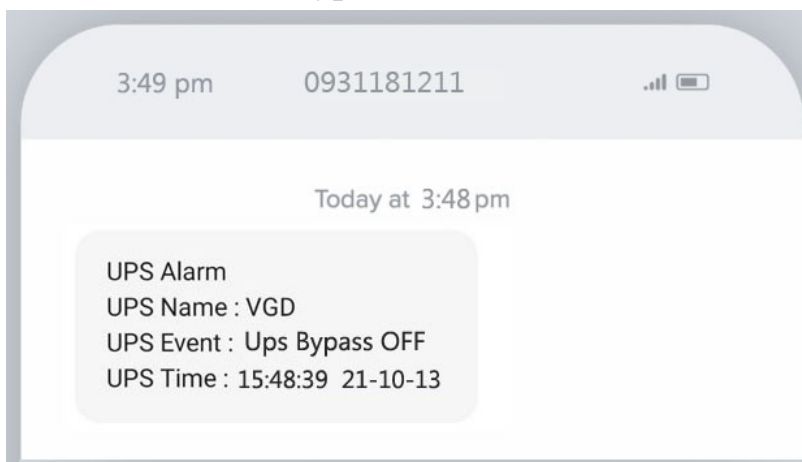 3:49 pm 0931181211
Today at 3:48 pm
UPS Alarm
UPS Name : VGD
UPS Event : Ups Bypass OFF
UPS Time : 15:48:39 21-10-13